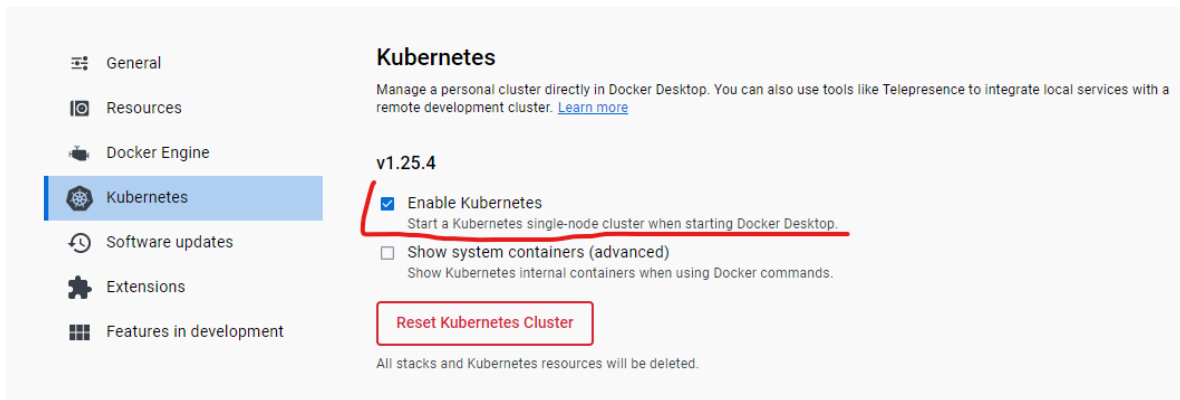 General
Resources
Docker Engine
Kubernetes
Software updates
Extensions
Features in development
Kubernetes
Manage a personal cluster directly in Docker Desktop. You can also use tools like Telepresence to integrate local services with a
remote development cluster. Learn more
v1.25.4
Enable Kubernetes
Start a Kubernetes single-node cluster when starting Docker Desktop.
Show system containers (advanced)
Show Kubernetes internal containers when using Docker commands.
Reset Kubernetes Cluster
All stacks and Kubernetes resources will be deleted.